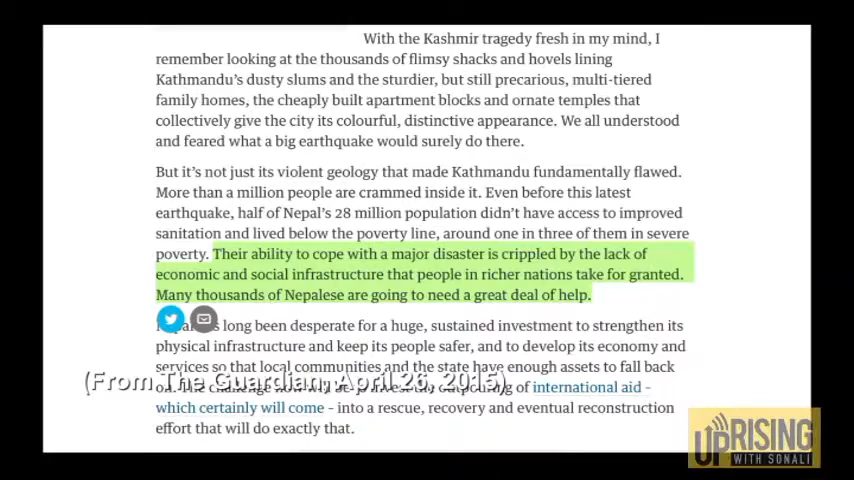 With the Kashmir tragedy fresh in my mind, I
remember looking at the thousands of flimsy shacks and hovels lining
Kathmandu's dusty slums and the sturdier, but still precarious, multi-tiered
family homes, the cheaply built apartment blocks and ornate temples that
collectively give the city its colourful, distinctive appearance. We all understood
and feared what a big earthquake would surely do there.
But it's not just its violent geology that made Kathmandu fundamentally flawed.
More than a million people are crammed inside it. Even before this latest
earthquake, half of Nepal's 28 million population didn't have access to improved
sanitation and lived below the poverty line, around one in three of them in severe
poverty. Their ability to cope with a major disaster is crippled by the lack of
economic and social infrastructure that people in richer nations take for granted.
Many thousands of Nepalese are going to need a great deal of help.
long been desperate for a huge, sustained investment to strengthen its
physical infrastructure and keep its people safer, and to develop its economy and
services so that local communities and the state have enough assets to fall back
(From The Guardian, April 26, 2015)
of international aid –
which certainly will come – into a rescue, recovery and eventual reconstruction
effort that will do exactly that.
UPRISING
WITH SONALI